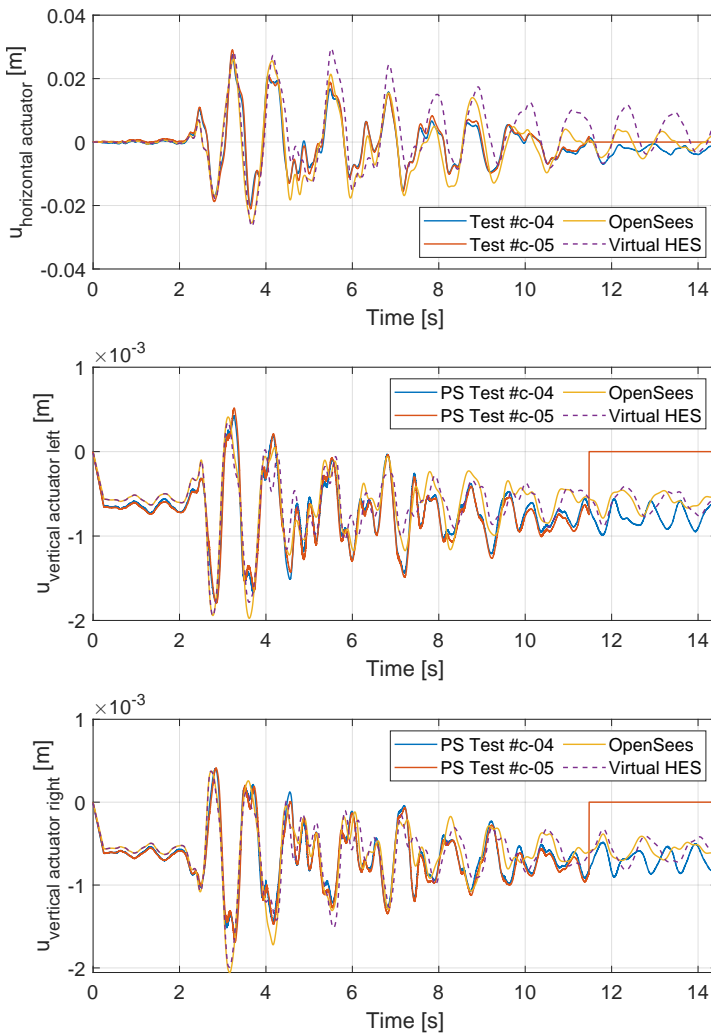 0.04
0.02
0
-0.02
-0.04
u horizontal actuator [m]
Test #c-04
Test #c-05
OpenSees
Virtual HES
0 2 4 6 8 10 12 14
Time [s]
×10⁻³
1
0
-1
-2
u vertical actuator left [m]
PS Test #c-04
PS Test #c-05
OpenSees
Virtual HES
0 2 4 6 8 10 12 14
Time [s]
×10⁻³
1
0
-1
-2
u vertical actuator right [m]
PS Test #c-04
PS Test #c-05
OpenSees
Virtual HES
0 2 4 6 8 10 12 14
Time [s]